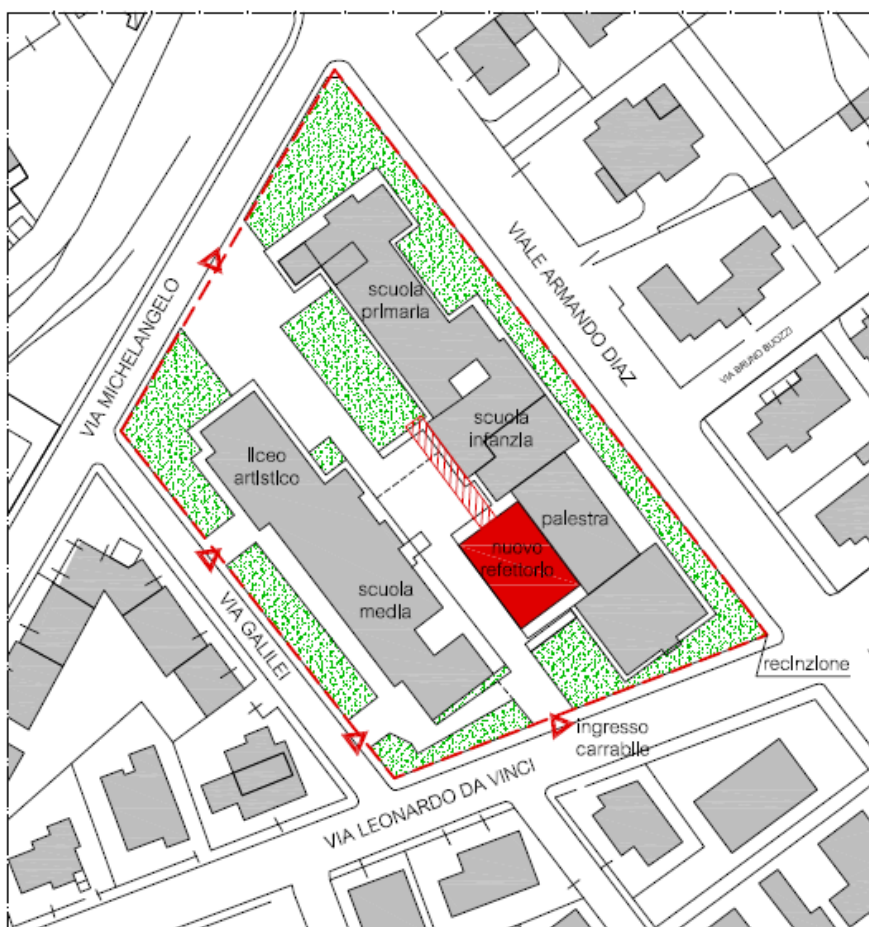 VIALE ARMANDO DIAZ
VIA MICHELANGELO
scuola
primaria
VIA BRUNO BUOZZI
scuola
infanzia
liceo
artistico
palestra
nuovo
refettorio
scuola
media
VIA GALILEI
recinzione
ingresso
carrabile
VIA LEONARDO DA VINCI